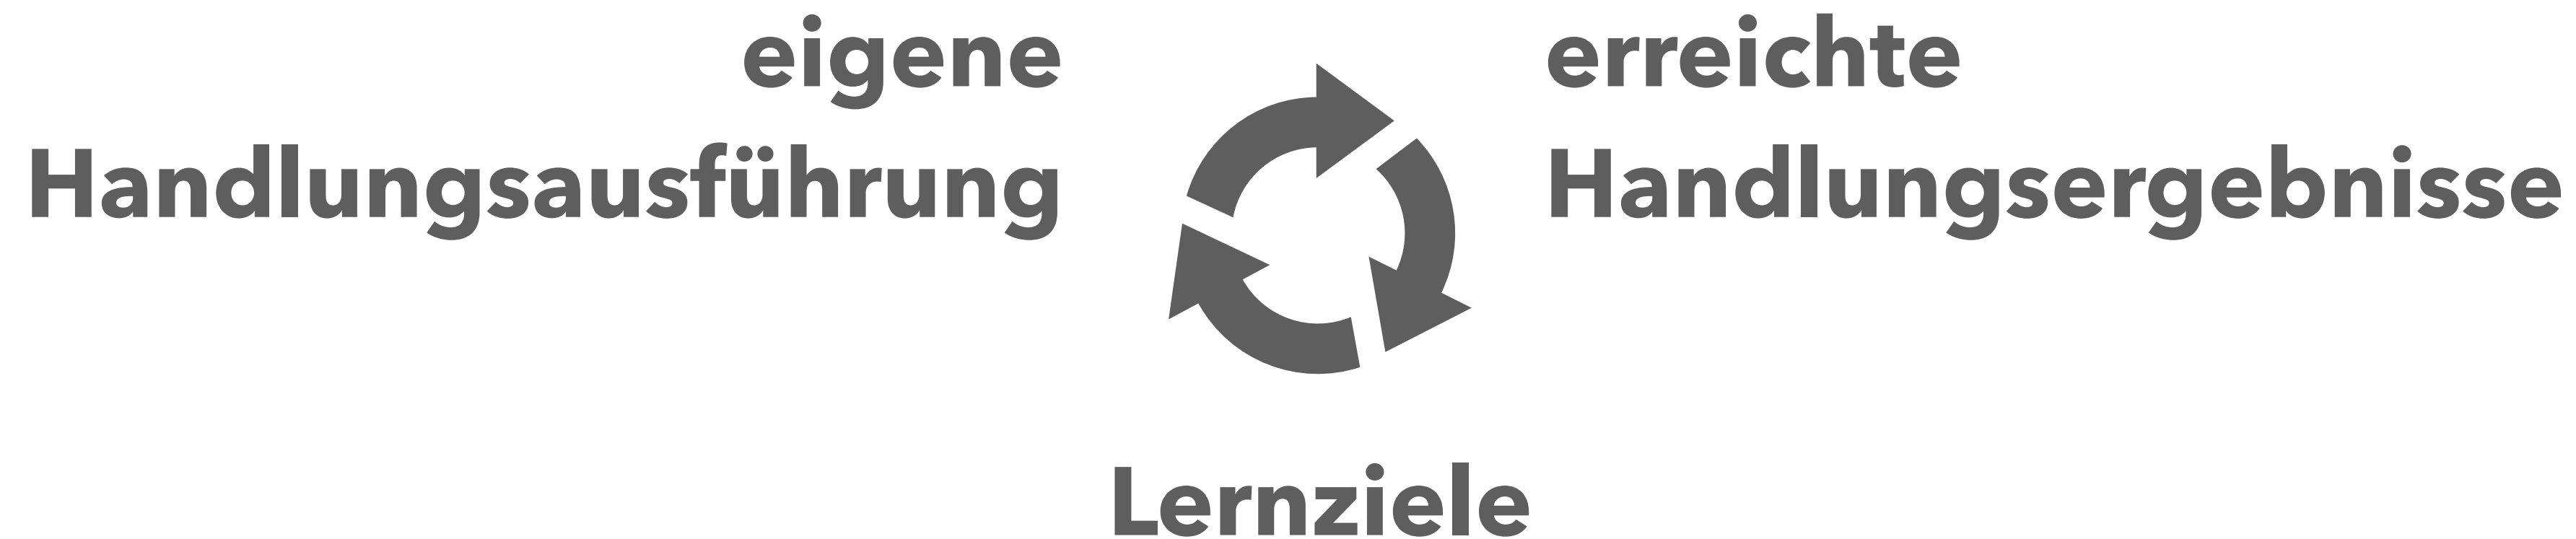 eigene
Handlungsausführung
erreichte
Handlungsergebnisse
Lernziele